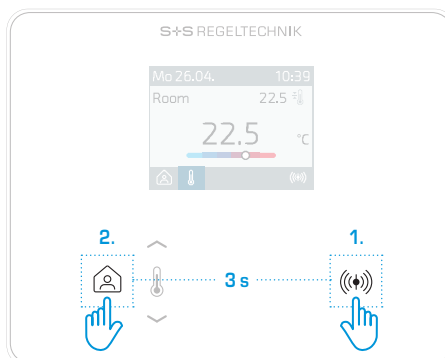 S+S REGELTECHNIK
Mo 26.04. 10:39
Room 22.5
22.5 °C
2. 1.
3 s